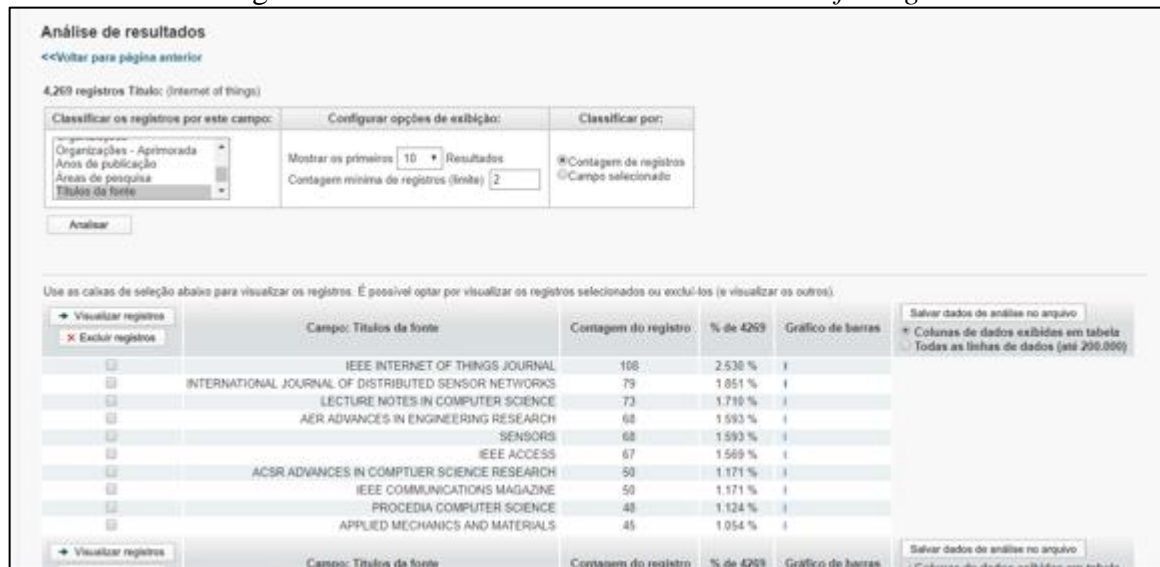 Análise de resultados
<<Voltar para página anterior
4,269 registros Título: (Internet of things)
Classificar os registros por este campo: Configurar opções de exibição: Classificar por:
Organizações - Aprimorada
Anos de publicação
Áreas de pesquisa
Títulos da fonte
Mostrar os primeiros 10 Resultados
Contagem mínima de registros (limite) 2
Contagem de registros
Campo selecionado
Analisar
Use as caixas de seleção abaixo para visualizar os registros. É possível optar por visualizar os registros selecionados ou excluí-los (e visualizar os outros).
Visualizar registros
Excluir registros
Campo: Títulos da fonte Contagem do registro % de 4269 Gráfico de barras
Salvar dados de análise no arquivo
Colunas de dados exibidas em tabela
Todas as linhas de dados (até 200.000)
IEEE INTERNET OF THINGS JOURNAL 108 2.530 %
INTERNATIONAL JOURNAL OF DISTRIBUTED SENSOR NETWORKS 79 1.851 %
LECTURE NOTES IN COMPUTER SCIENCE 73 1.710 %
AER ADVANCES IN ENGINEERING RESEARCH 68 1.593 %
SENSORS 68 1.593 %
IEEE ACCESS 67 1.569 %
ACSR ADVANCES IN COMPTUER SCIENCE RESEARCH 50 1.171 %
IEEE COMMUNICATIONS MAGAZINE 50 1.171 %
PROCEDIA COMPUTER SCIENCE 48 1.124 %
APPLIED MECHANICS AND MATERIALS 45 1.054 %
Visualizar registros
Campo: Títulos da fonte Contagem do registro % de 4269 Gráfico de barras
Salvar dados de análise no arquivo
Colunas de dados exibidas em tabela